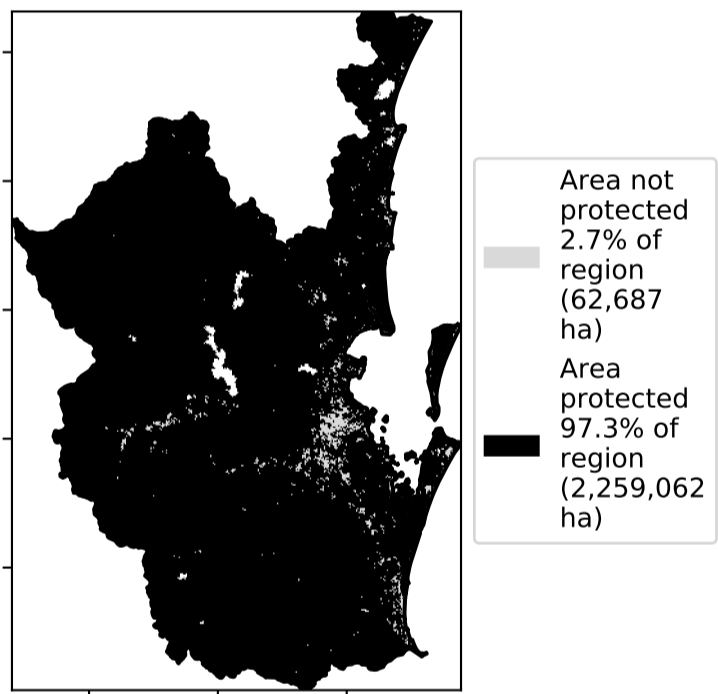 Area not
protected
2.7% of
region
(62,687
ha)
Area
protected
97.3% of
region
(2,259,062
ha)